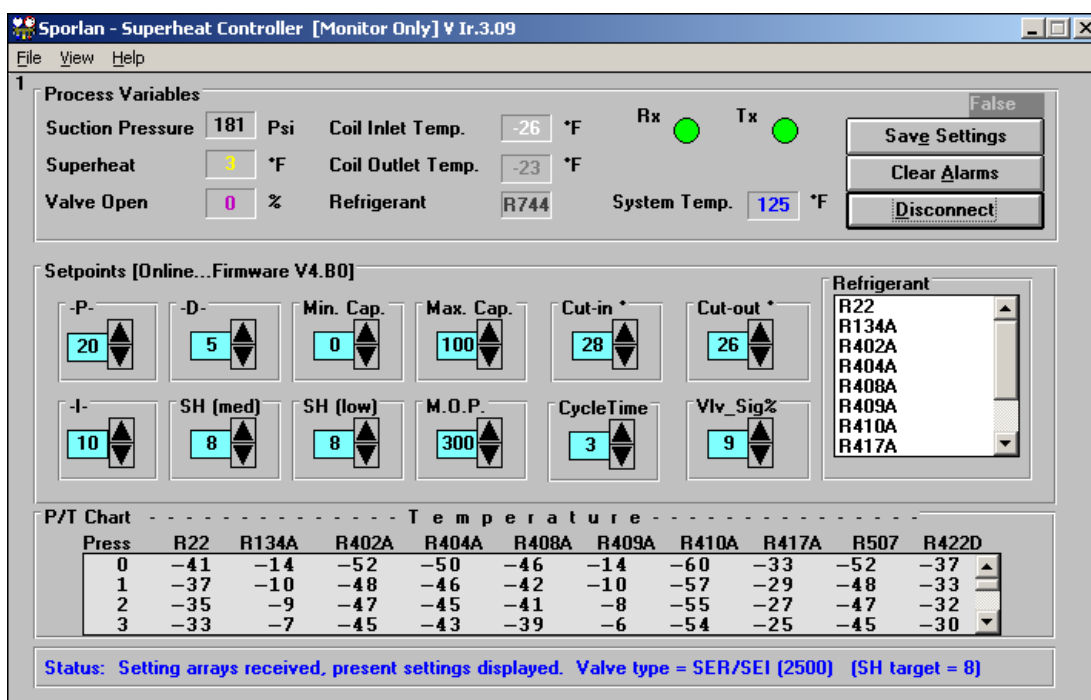 Sporlan - Superheat Controller [Monitor Only] V Ir.3.09
File View Help
1
Process Variables
False
Suction Pressure 181 Psi Coil Inlet Temp. -26 °F Rx Tx Save Settings
Superheat 3 °F Coil Outlet Temp. -23 °F Clear Alarms
Valve Open 0 % Refrigerant R744 System Temp. 125 °F Disconnect
Setpoints [Online...Firmware V4.B0]
-P- -D- Min. Cap. Max. Cap. Cut-in ° Cut-out °
20 5 0 100 28 26
-I- SH (med) SH (low) M.O.P. CycleTime Vlv_Sig%
10 8 8 300 3 9
Refrigerant
R22
R134A
R402A
R404A
R408A
R409A
R410A
R417A
P/T Chart - - - - - - - - - - - - - - T e m p e r a t u r e - - - - - - - - - - - - - - - -
Press R22 R134A R402A R404A R408A R409A R410A R417A R507 R422D
0 -41 -14 -52 -50 -46 -14 -60 -33 -52 -37
1 -37 -10 -48 -46 -42 -10 -57 -29 -48 -33
2 -35 -9 -47 -45 -41 -8 -55 -27 -47 -32
3 -33 -7 -45 -43 -39 -6 -54 -25 -45 -30
Status: Setting arrays received, present settings displayed. Valve type = SER/SEI (2500) (SH target = 8)